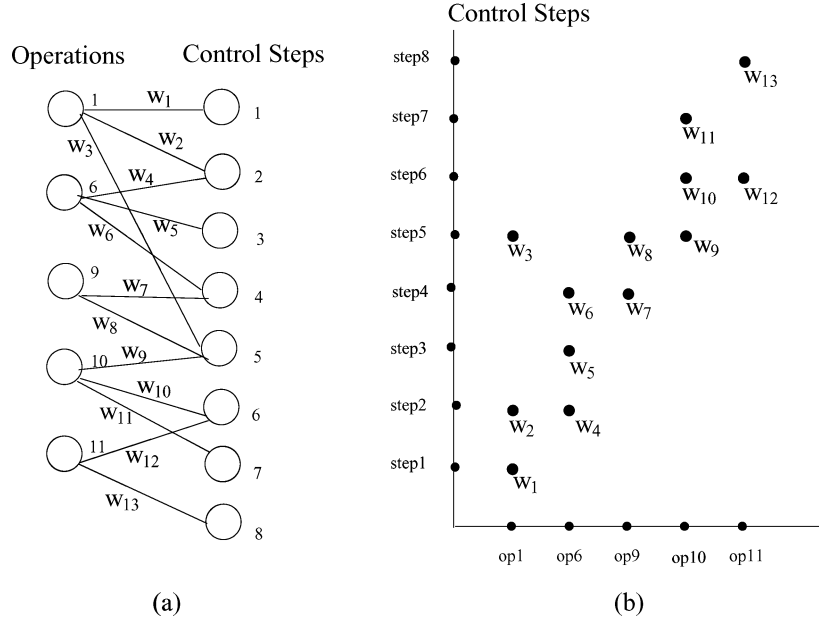 Operations
Control Steps
1
w1
1
w2
w3
2
6
w4
w5
w6
3
9
w7
4
w8
5
10
w9
w10
w11
6
11
w12
7
w13
8
(a)
Control Steps
step8
w13
step7
w11
step6
w10
w12
step5
w3
w8
w9
step4
w6
w7
step3
w5
step2
w2
w4
step1
w1
op1
op6
op9
op10
op11
(b)